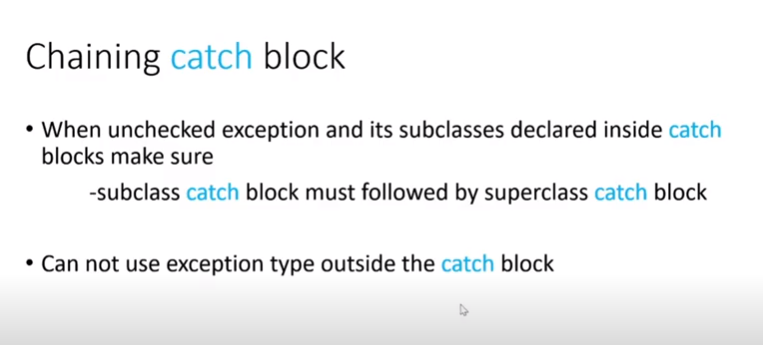 Chaining catch block
• When unchecked exception and its subclasses declared inside catch
blocks make sure
-subclass catch block must followed by superclass catch block
• Can not use exception type outside the catch block